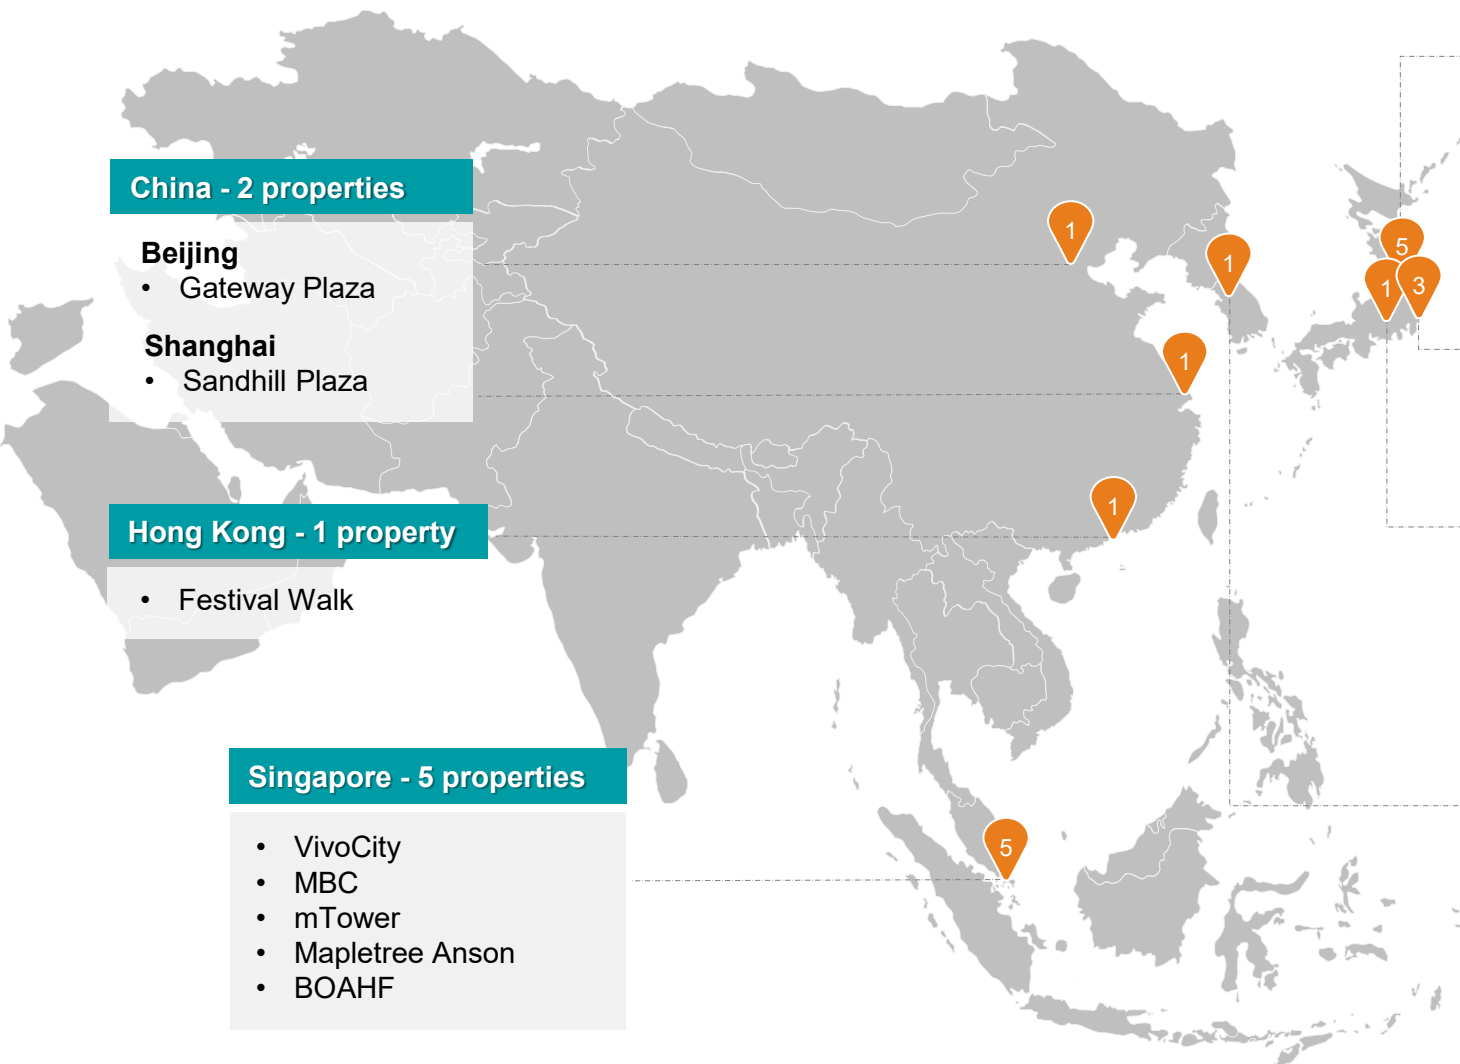 China - 2 properties
Beijing
• Gateway Plaza
Shanghai
• Sandhill Plaza
Hong Kong - 1 property
• Festival Walk
Singapore - 5 properties
• VivoCity
• MBC
• mTower
• Mapletree Anson
• BOAHF
1
1
5
1
3
1
1
5